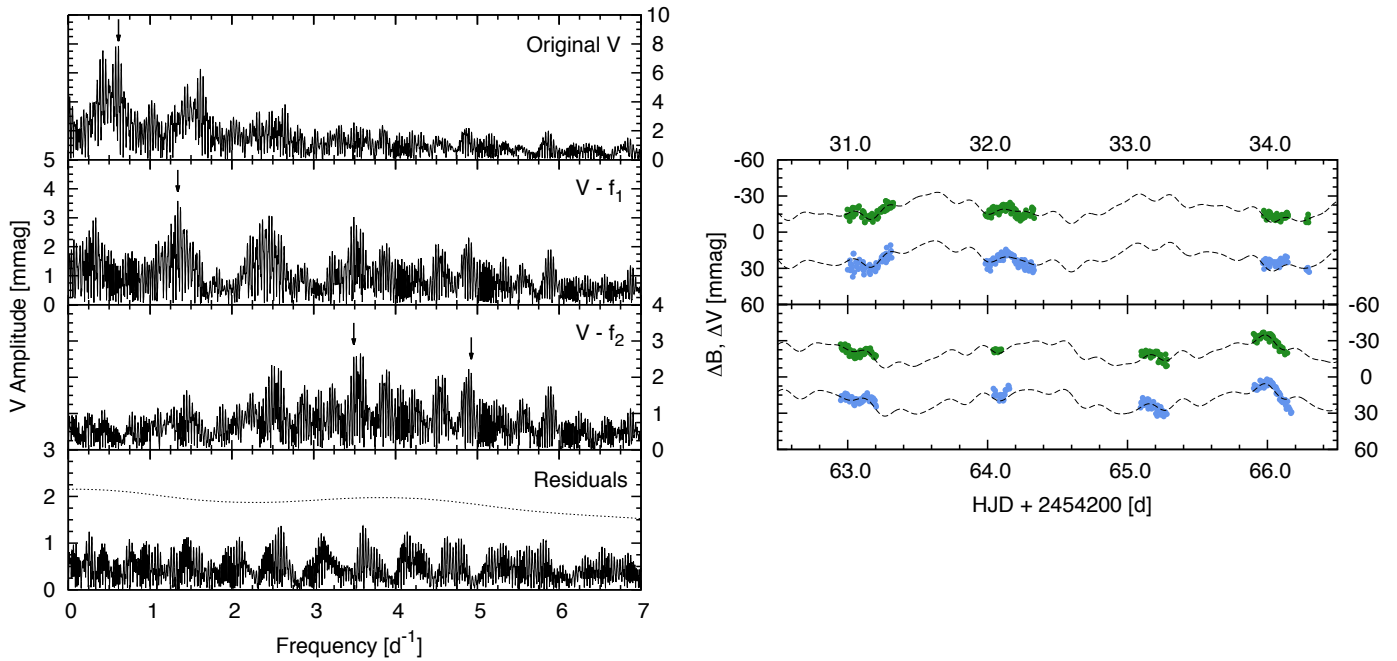 Original V
10
8
6
4
2
0
V - f1
5
4
3
2
1
0
V - f2
4
3
2
1
0
Residuals
3
2
1
0
0 1 2 3 4 5 6 7
Frequency [d-1]
V Amplitude [mmag]
31.0 32.0 33.0 34.0
-60
-30
0
30
60
-60
-30
0
30
60
63.0 64.0 65.0 66.0
HJD + 2454200 [d]
ΔB, ΔV [mmag]